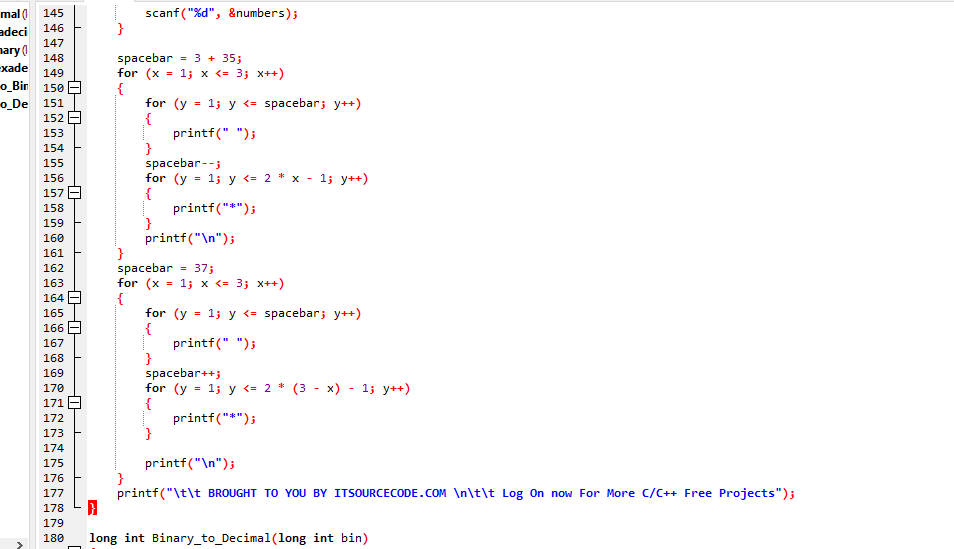 mal(
adeci
nary(
exade
o_Bin
o_De
145 scanf("%d", &numbers);
146 }
147
148 spacebar = 3 + 35;
149 for (x = 1; x <= 3; x++)
150 {
151 for (y = 1; y <= spacebar; y++)
152 {
153 printf(" ");
154 }
155 spacebar--;
156 for (y = 1; y <= 2 * x - 1; y++)
157 {
158 printf("*");
159 }
160 printf("\n");
161 }
162 spacebar = 37;
163 for (x = 1; x <= 3; x++)
164 {
165 for (y = 1; y <= spacebar; y++)
166 {
167 printf(" ");
168 }
169 spacebar++;
170 for (y = 1; y <= 2 * (3 - x) - 1; y++)
171 {
172 printf("*");
173 }
174
175 printf("\n");
176 }
177 printf("\t\t BROUGHT TO YOU BY ITSOURCECODE.COM \n\t\t Log On now For More C/C++ Free Projects");
178 }
179
180 long int Binary_to_Decimal(long int bin)